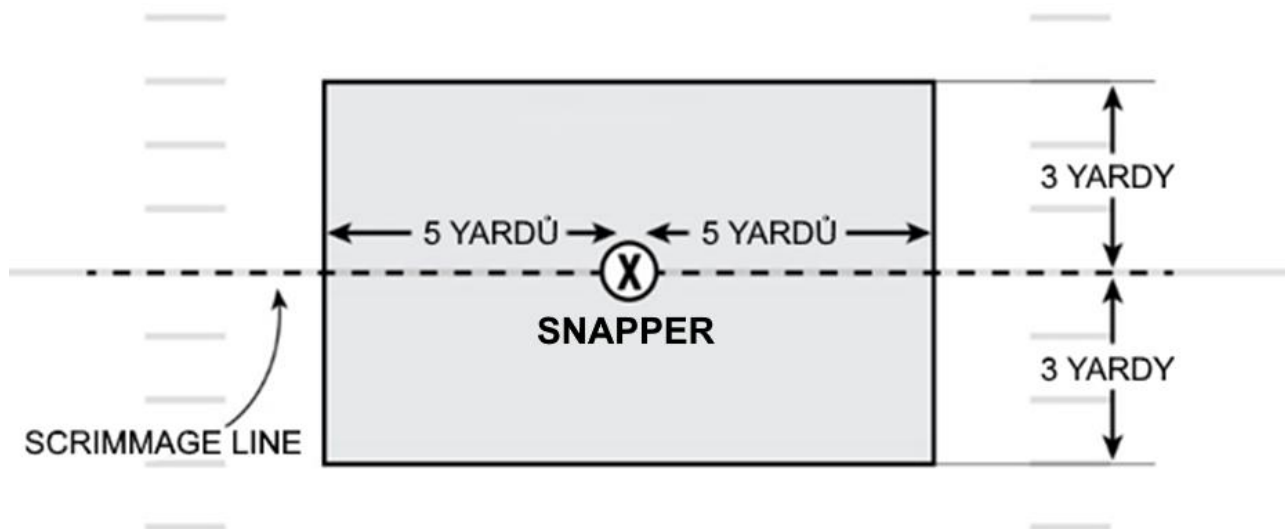 3 YARDY
5 YARDŮ 5 YARDŮ
X
SNAPPER
3 YARDY
SCRIMMAGE LINE